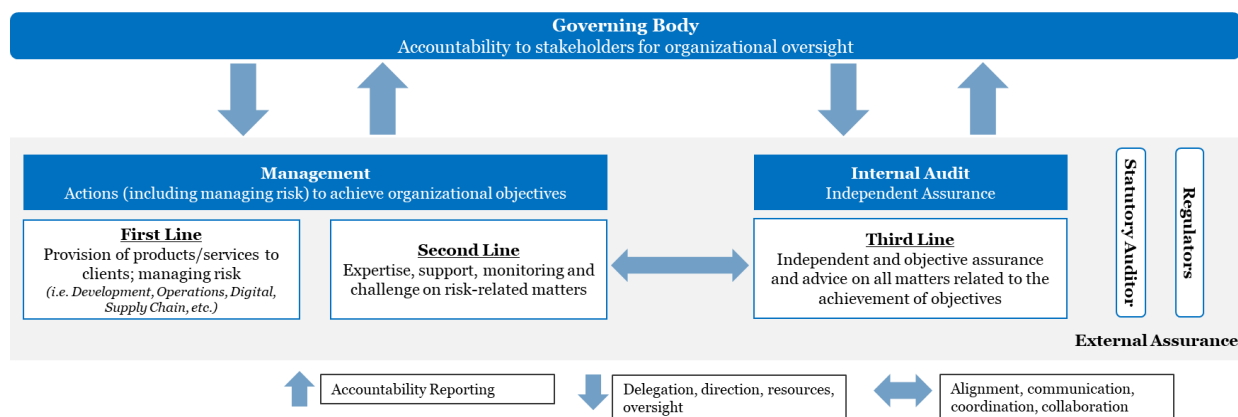 Governing Body
Accountability to stakeholders for organizational oversight
Management
Actions (including managing risk) to achieve organizational objectives
Internal Audit
Independent Assurance
First Line
Provision of products/services to
clients; managing risk
(i.e. Development, Operations, Digital,
Supply Chain, etc.)
Second Line
Expertise, support, monitoring and
challenge on risk-related matters
Third Line
Independent and objective assurance
and advice on all matters related to the
achievement of objectives
Statutory Auditor
Regulators
External Assurance
Accountability Reporting
Delegation, direction, resources,
oversight
Alignment, communication,
coordination, collaboration